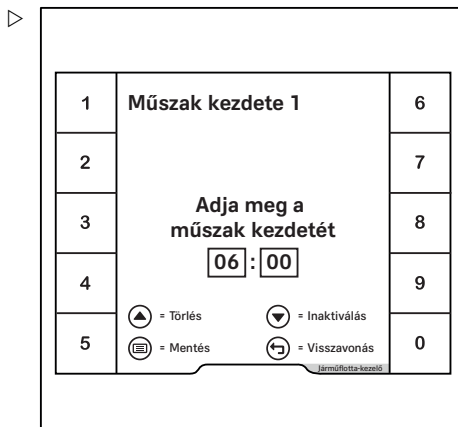 1
2
3
4
5
Műszak kezdete 1
Adja meg a
műszak kezdetét
06 : 00
= Törlés
= Inaktiválás
= Mentés
= Visszavonás
Járműflotta-kezelő
6
7
8
9
0